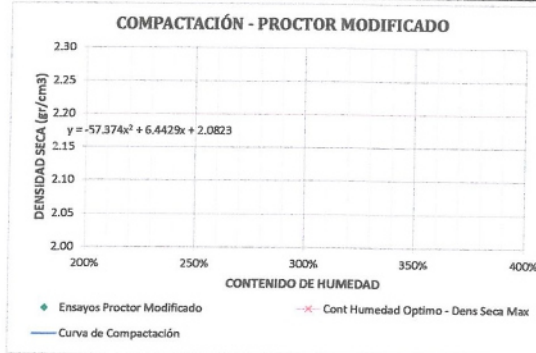 COMPACTACIÓN - PROCTOR MODIFICADO
DENSIDAD SECA (gr/cm3)
2.30
2.25
2.20
y = -57.374x² + 6.4429x + 2.0823
2.15
2.10
2.05
2.00
200% 250% 300% 350% 400%
CONTENIDO DE HUMEDAD
Ensayos Proctor Modificado Cont Humedad Optimo - Dens Seca Max
Curva de Compactación